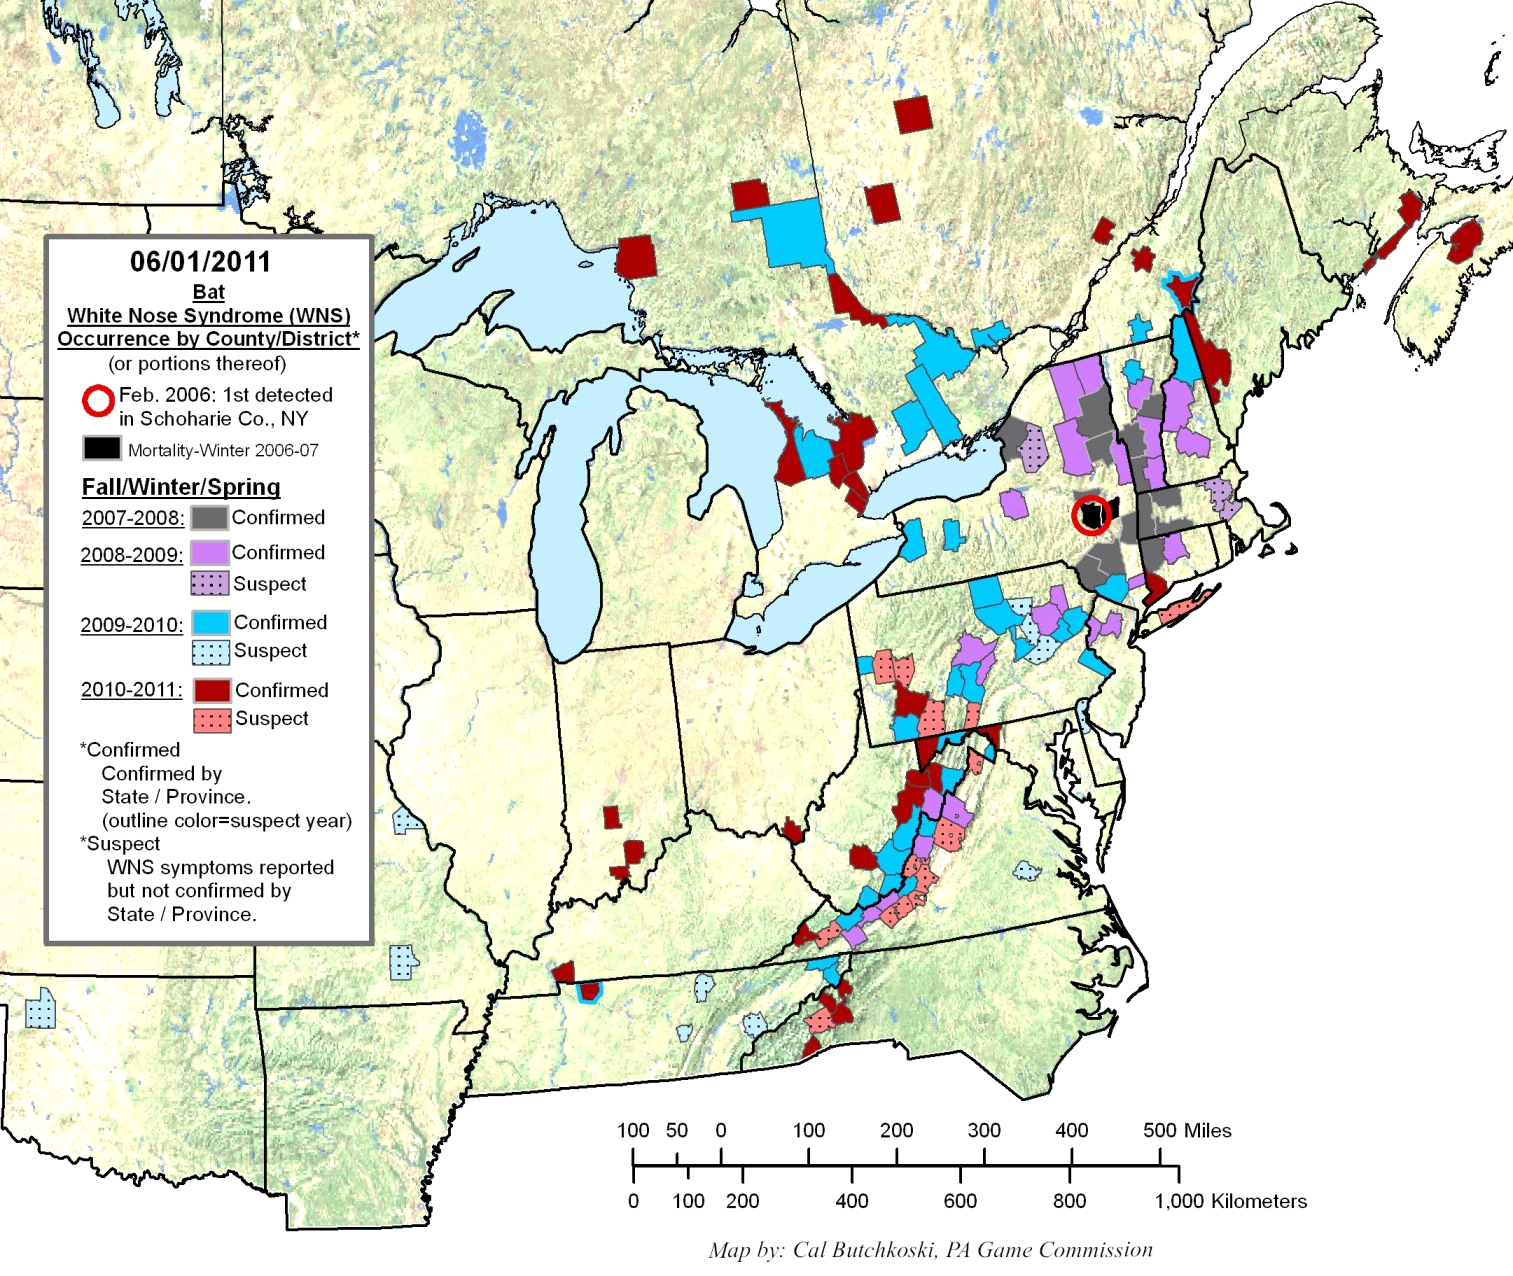 06/01/2011
Bat
White Nose Syndrome (WNS)
Occurrence by County/District*
(or portions thereof)
Feb. 2006: 1st detected
in Schoharie Co., NY
Mortality-Winter 2006-07
Fall/Winter/Spring
2007-2008: Confirmed
2008-2009: Confirmed
Suspect
2009-2010: Confirmed
Suspect
2010-2011: Confirmed
Suspect
*Confirmed
Confirmed by
State / Province.
(outline color=suspect year)
*Suspect
WNS symptoms reported
but not confirmed by
State / Province.
100 50 0 100 200 300 400 500 Miles
0 100 200 400 600 800 1,000 Kilometers
Map by: Cal Butchkoski, PA Game Commission